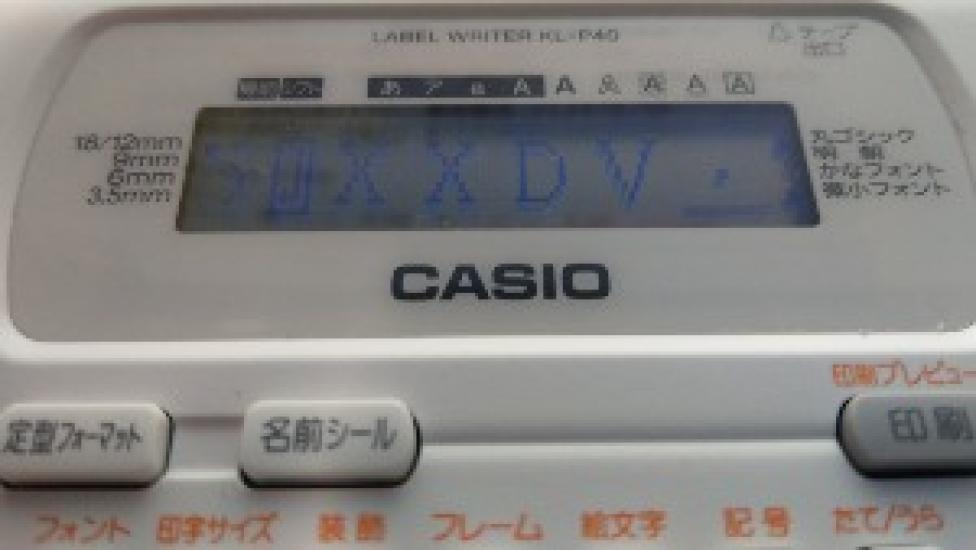 LABEL WRITER KL-P40
テープ
出口
あ ア a A A A A A A
18/12mm
9mm
6mm
3.5mm
XXDV
丸ゴシック
明朝
かなフォント
極小フォント
CASIO
印刷プレビュー
定型フォーマット
名前シール
印刷
フォント 印字サイズ 装飾 フレーム 絵文字 記号 たて/うら